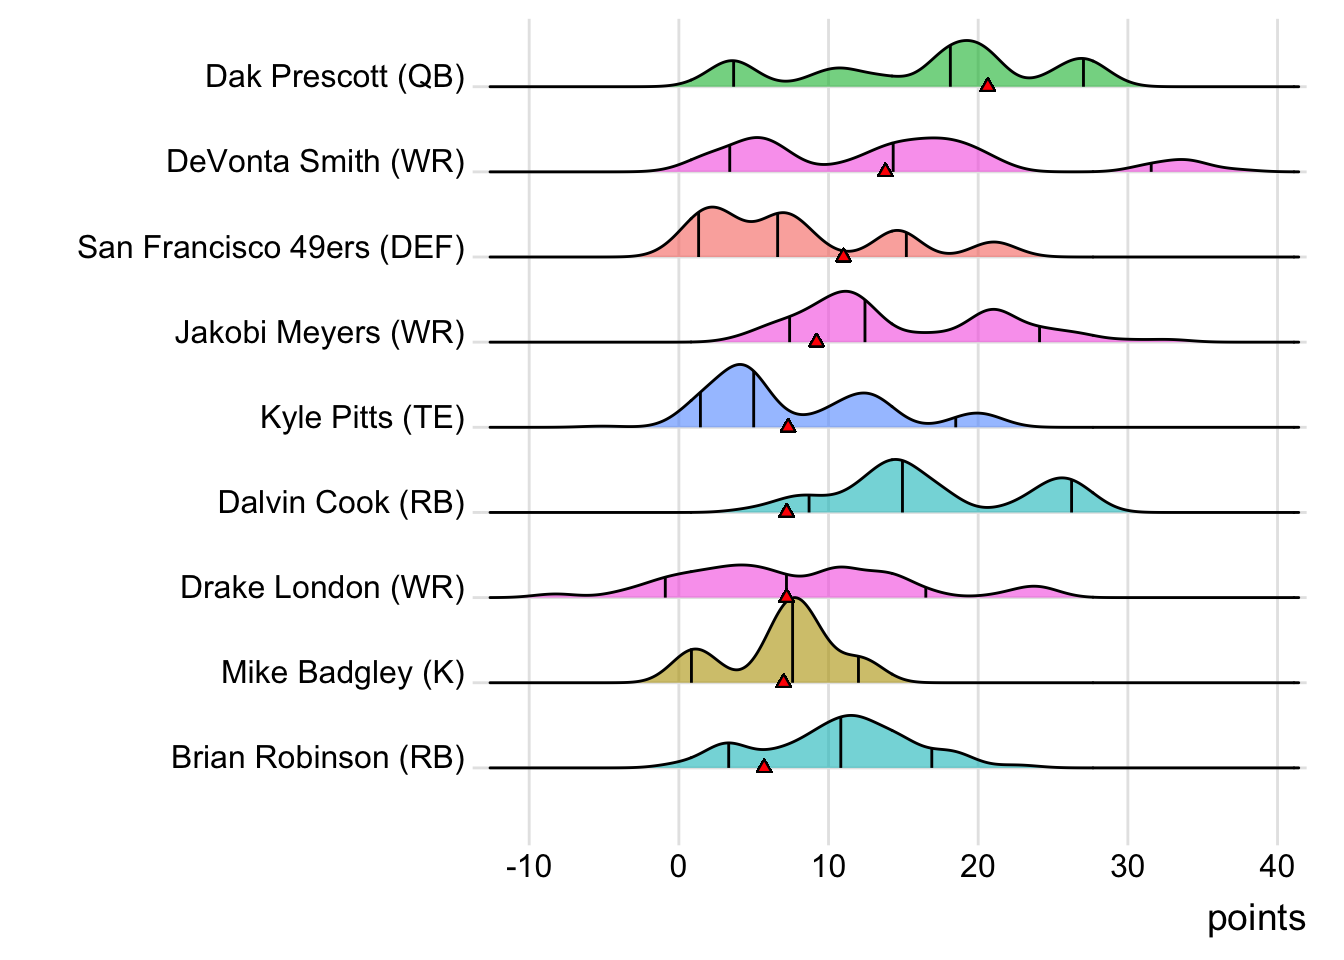 Dak Prescott (QB)
DeVonta Smith (WR)
San Francisco 49ers (DEF)
Jakobi Meyers (WR)
Kyle Pitts (TE)
Dalvin Cook (RB)
Drake London (WR)
Mike Badgley (K)
Brian Robinson (RB)
-10 0 10 20 30 40
points